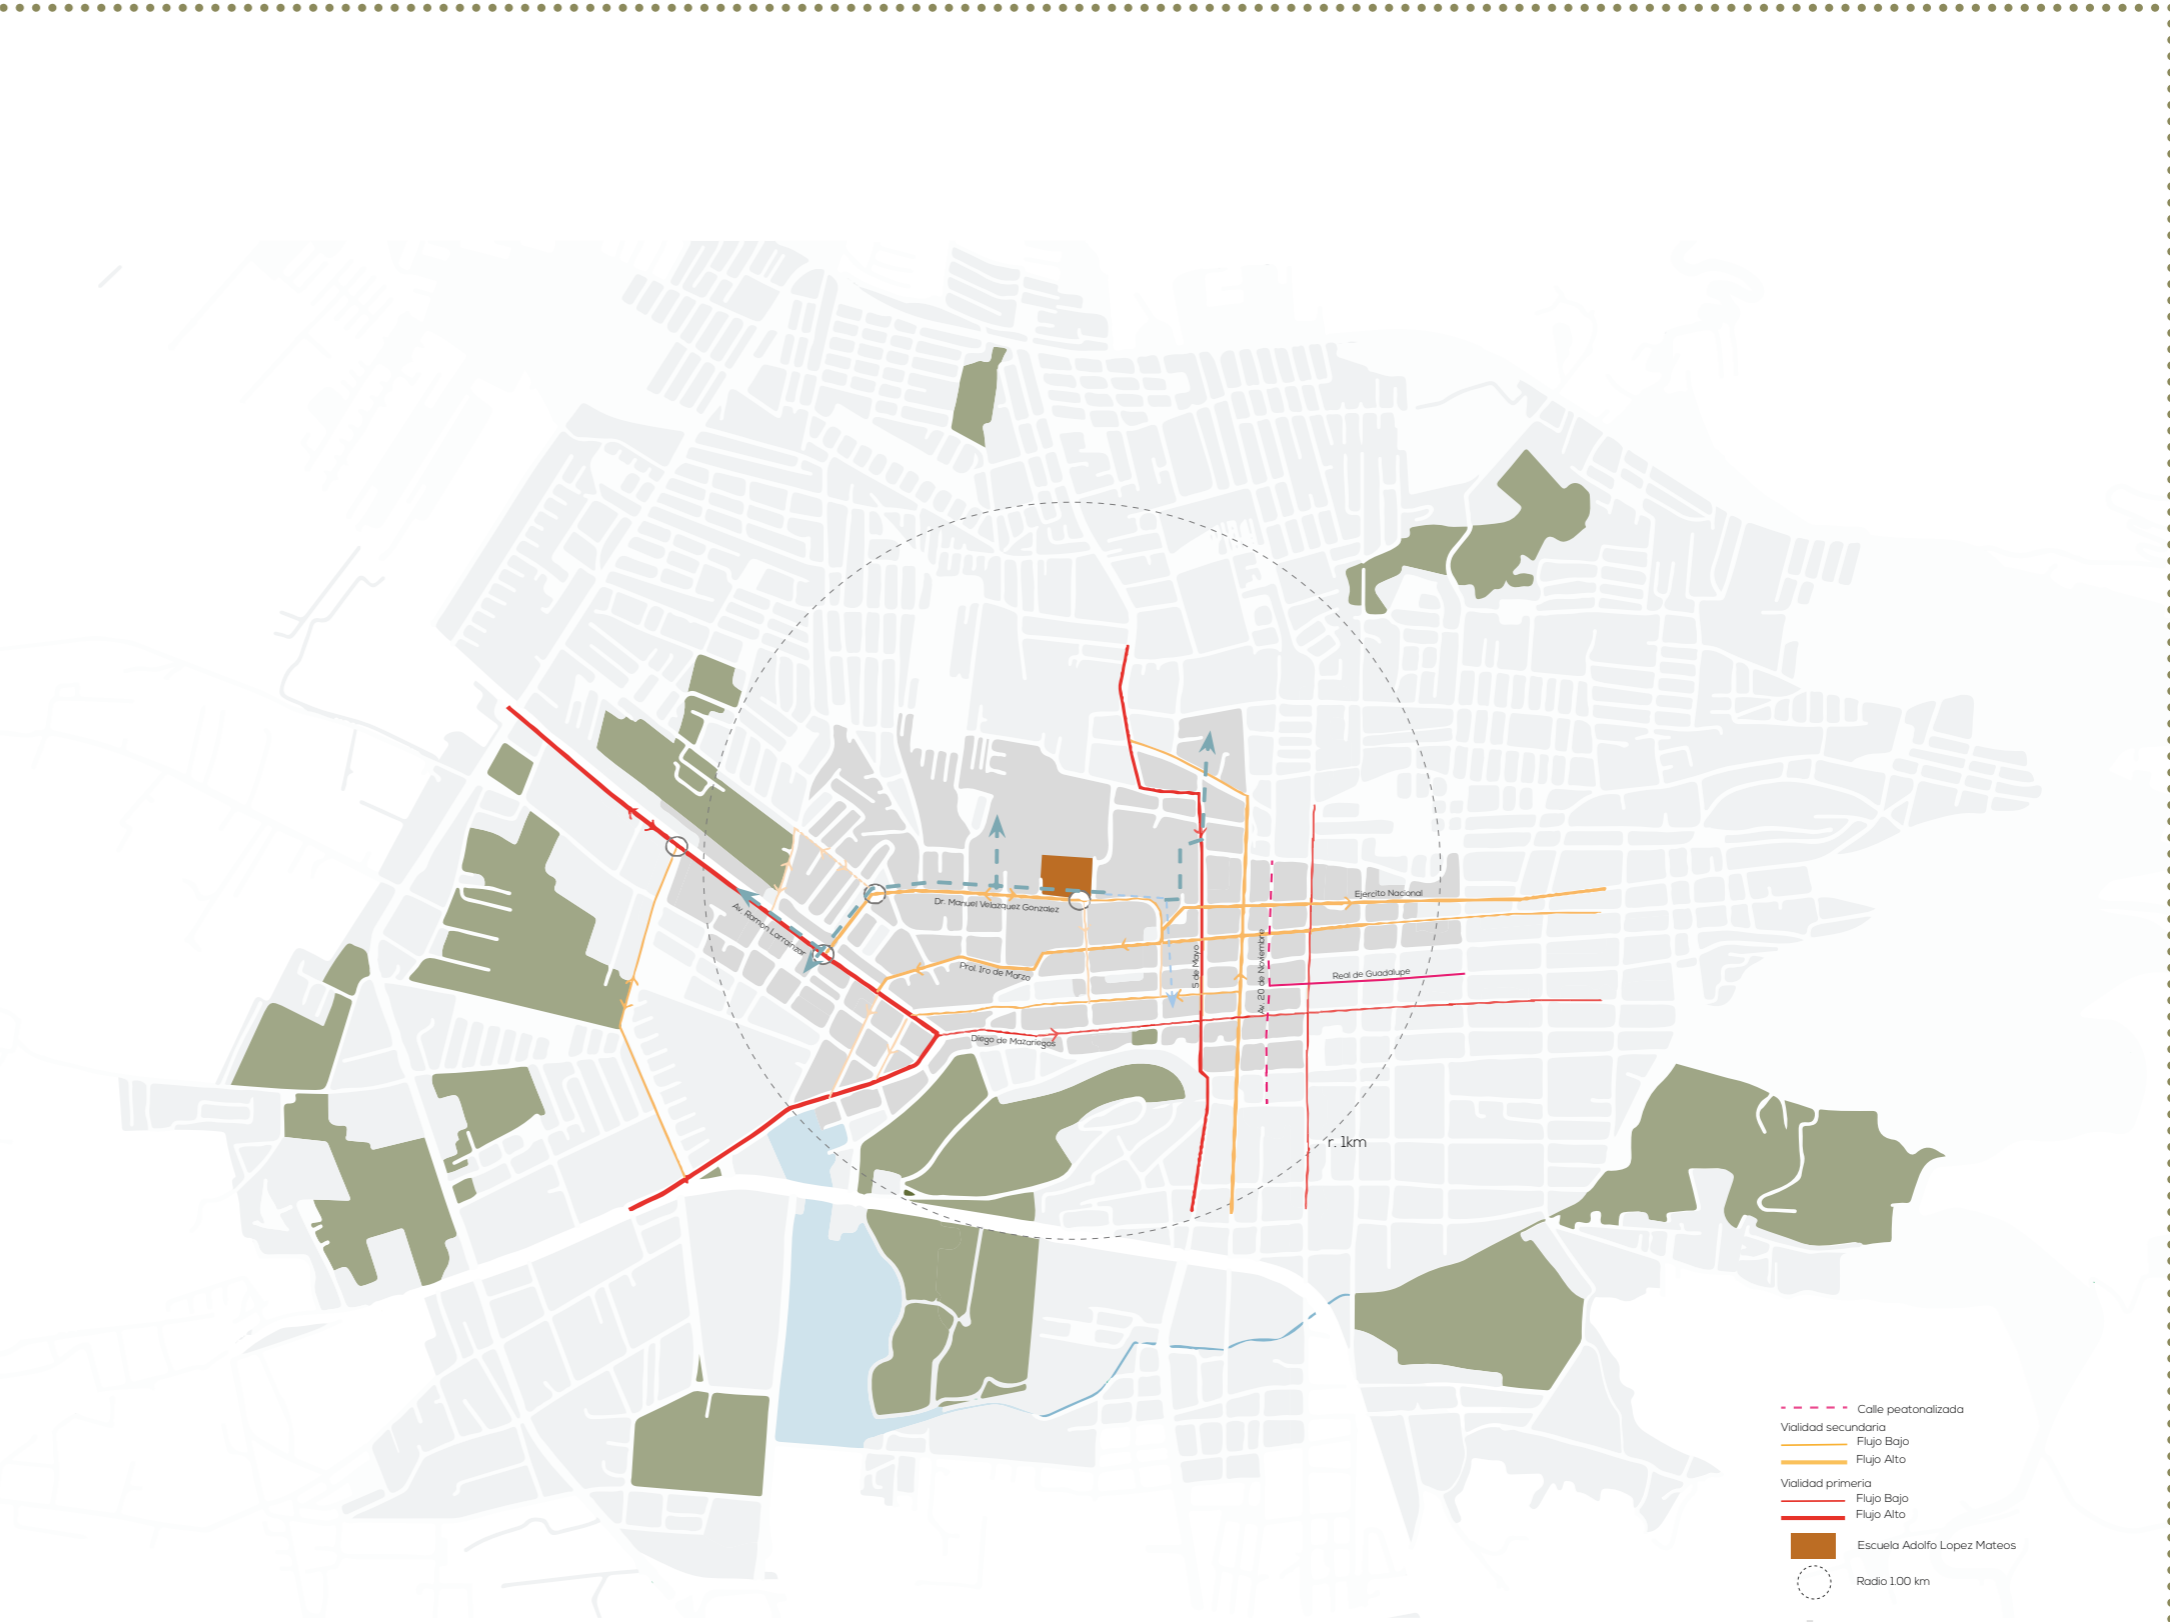 Ejercito Nacional
Dr. Manuel Velazquez Gonzalez
Av. Ramon Larrainzar
5 de Mayo
Av. 20 de Noviembre
Prol. 1ro de Marzo
Real de Guadalupe
Diego de Mazariegos
r. 1km
Calle peatonalizada
Vialidad secundaria
Flujo Bajo
Flujo Alto
Vialidad primeria
Flujo Bajo
Flujo Alto
Escuela Adolfo Lopez Mateos
Radio 1.00 km